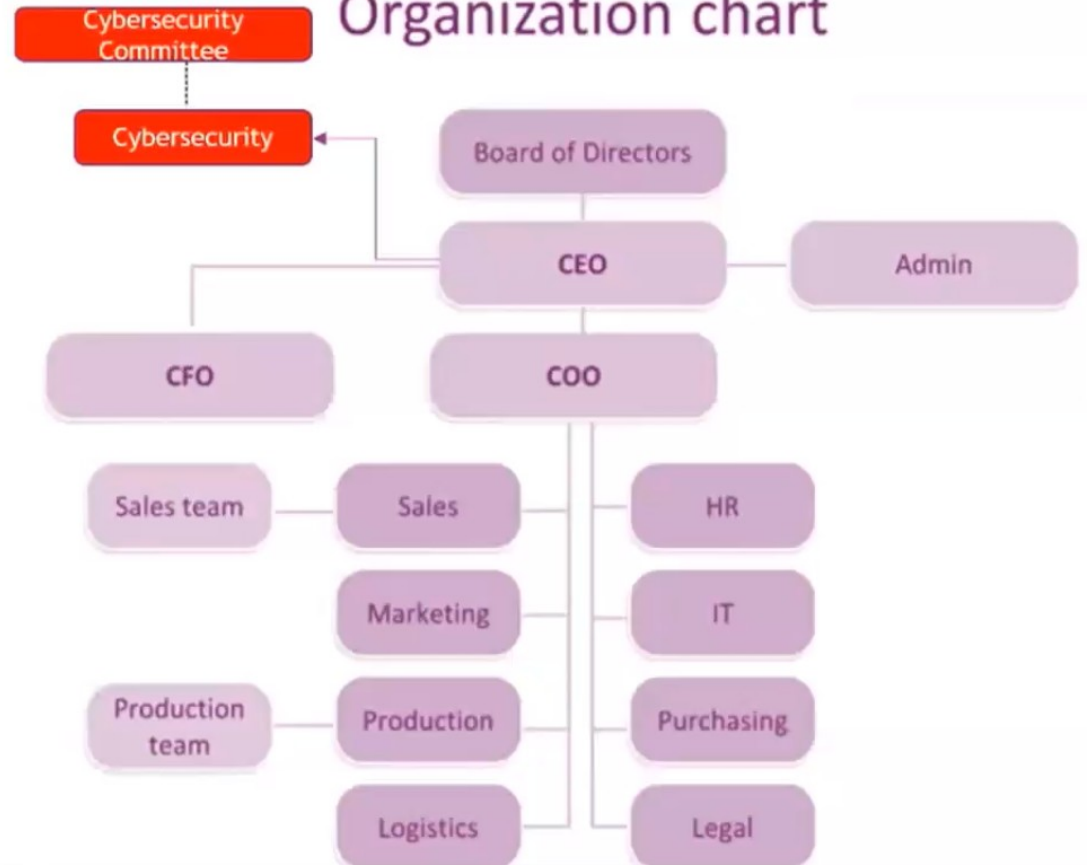 Organization chart
Cybersecurity
Committee
Cybersecurity
Board of Directors
CEO
Admin
CFO
COO
Sales team
Sales
HR
Marketing
IT
Production
team
Production
Purchasing
Logistics
Legal